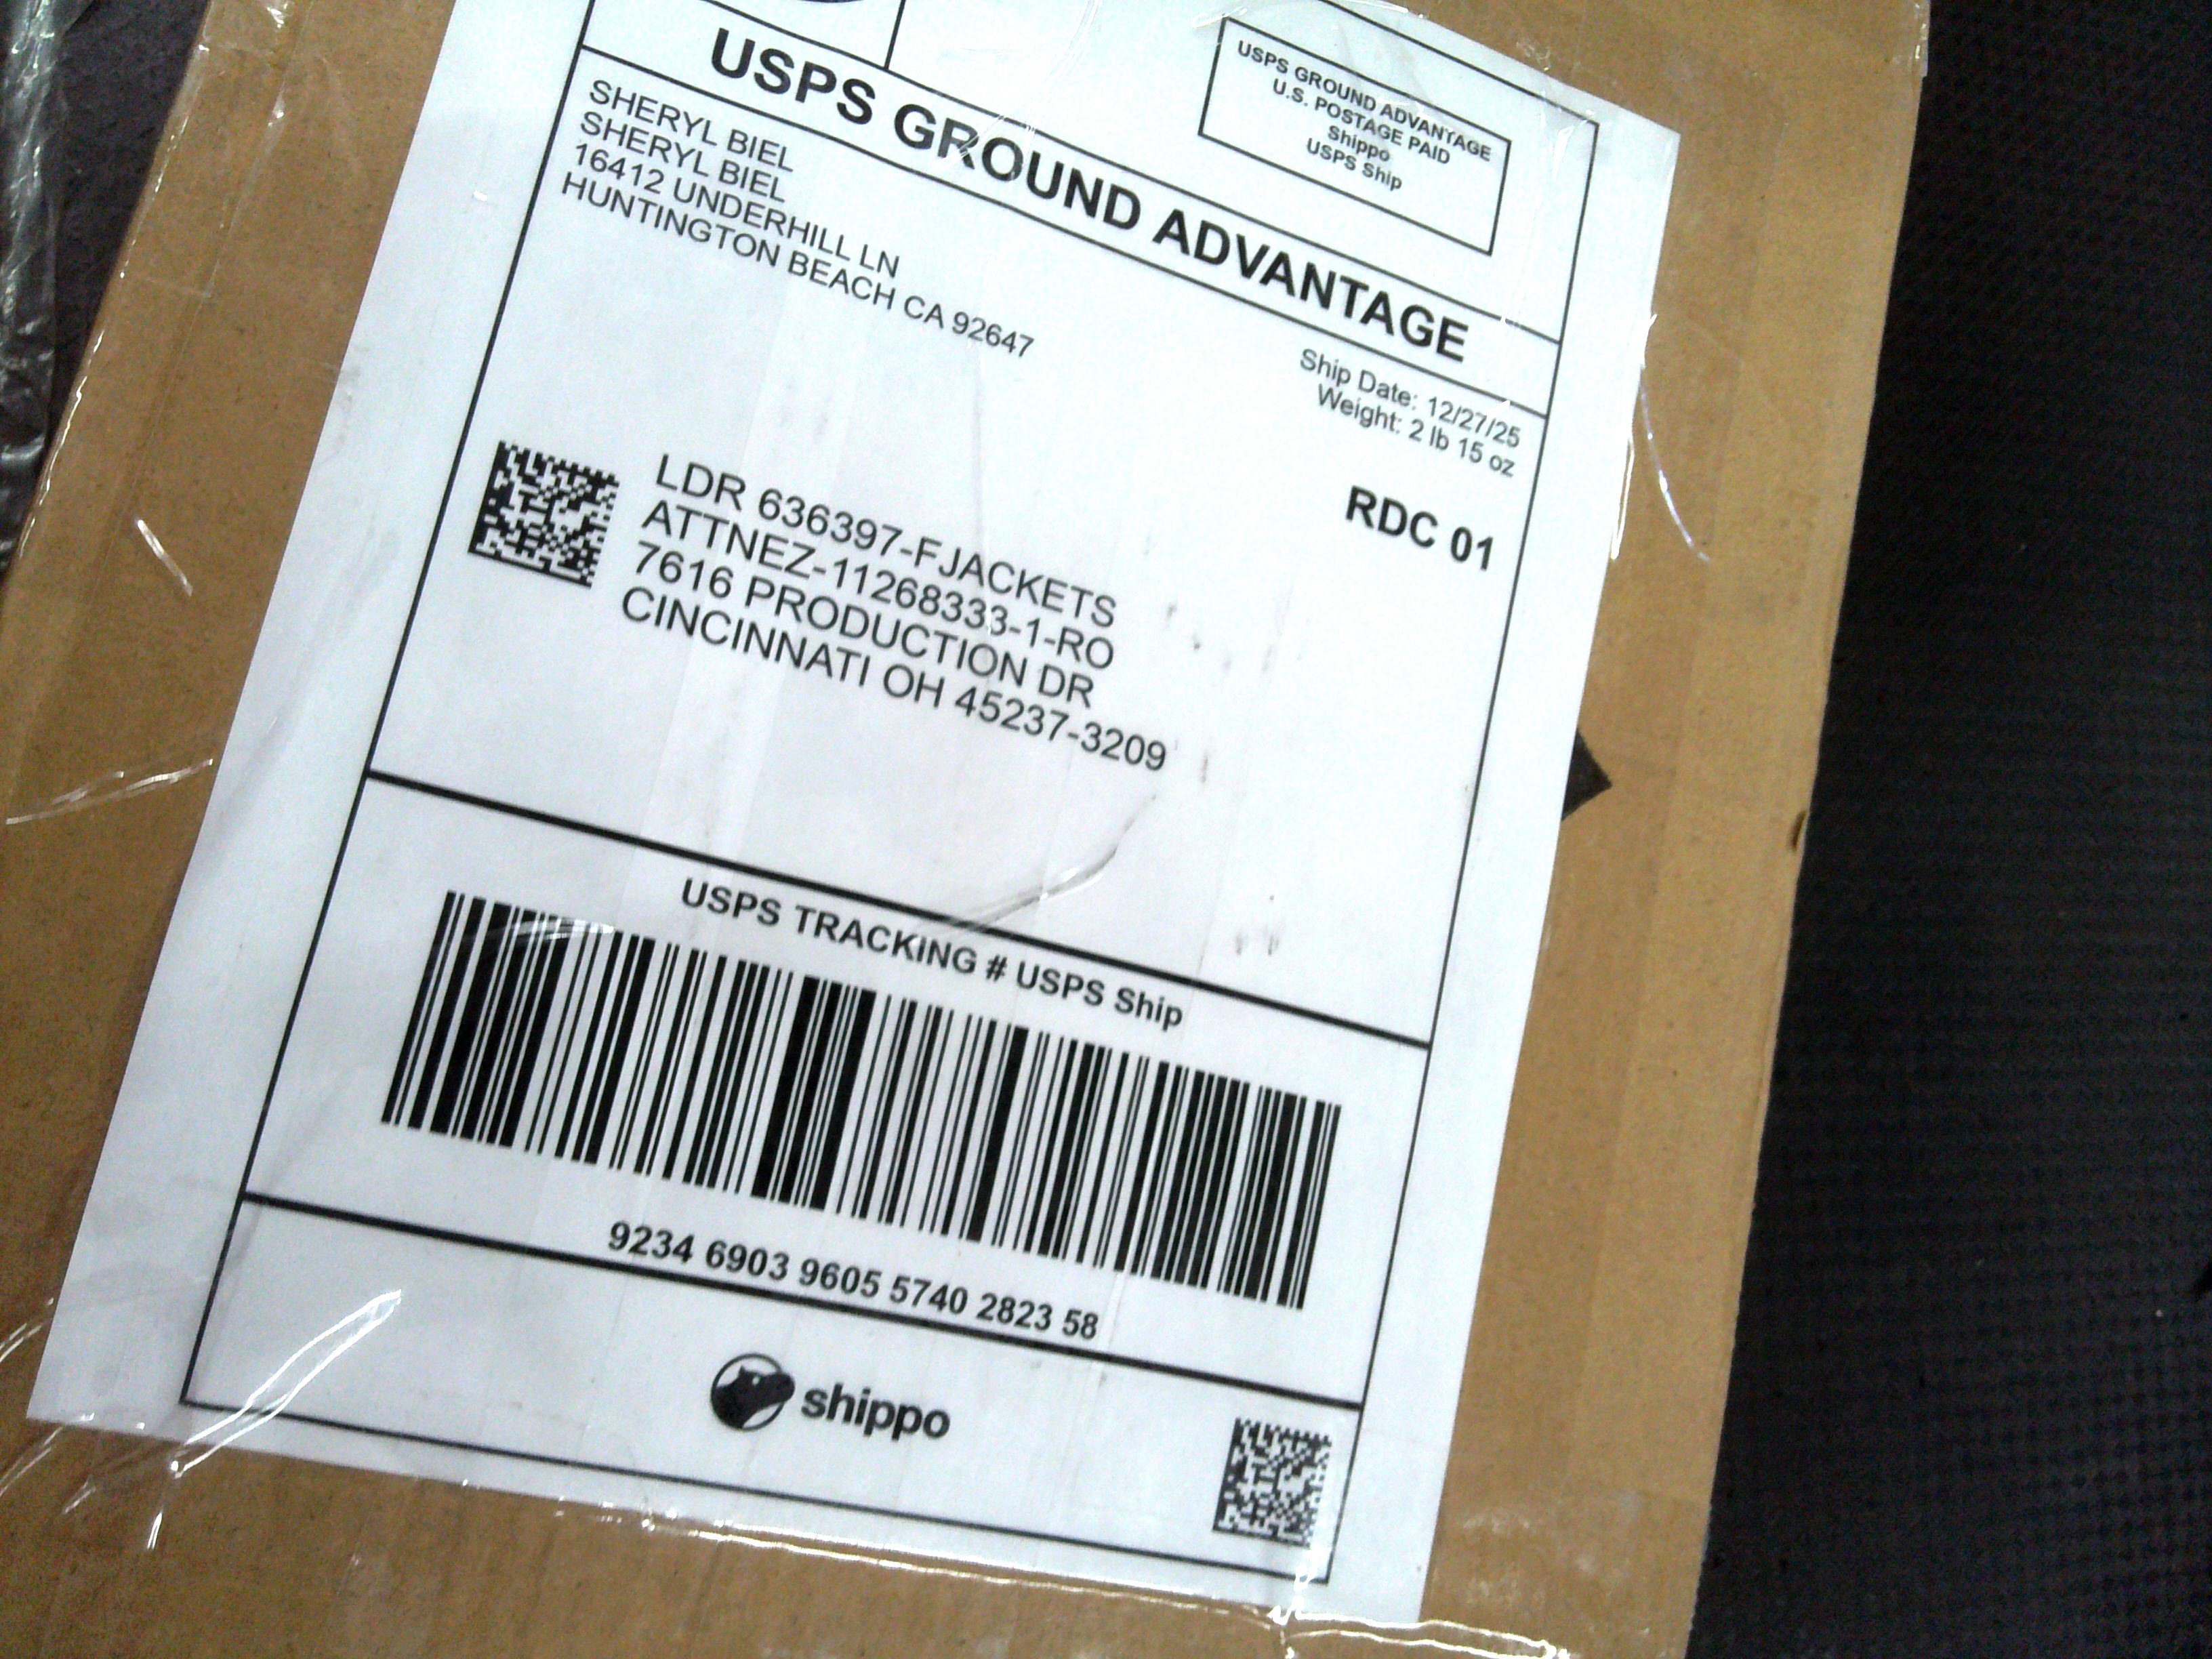 USPS GROUND ADVANTAGE
U.S. POSTAGE PAID
Shippo
USPS Ship
USPS GROUND ADVANTAGE
SHERYL BIEL
SHERYL BIEL
16412 UNDERHILL LN
HUNTINGTON BEACH CA 92647
Ship Date: 12/27/25
Weight: 2 lb 15 oz
RDC 01
LDR 636397-FJACKETS
ATTNEZ-11268333-1-RO
7616 PRODUCTION DR
CINCINNATI OH 45237-3209
USPS TRACKING # USPS Ship
9234 6903 9605 5740 2823 58
shippo